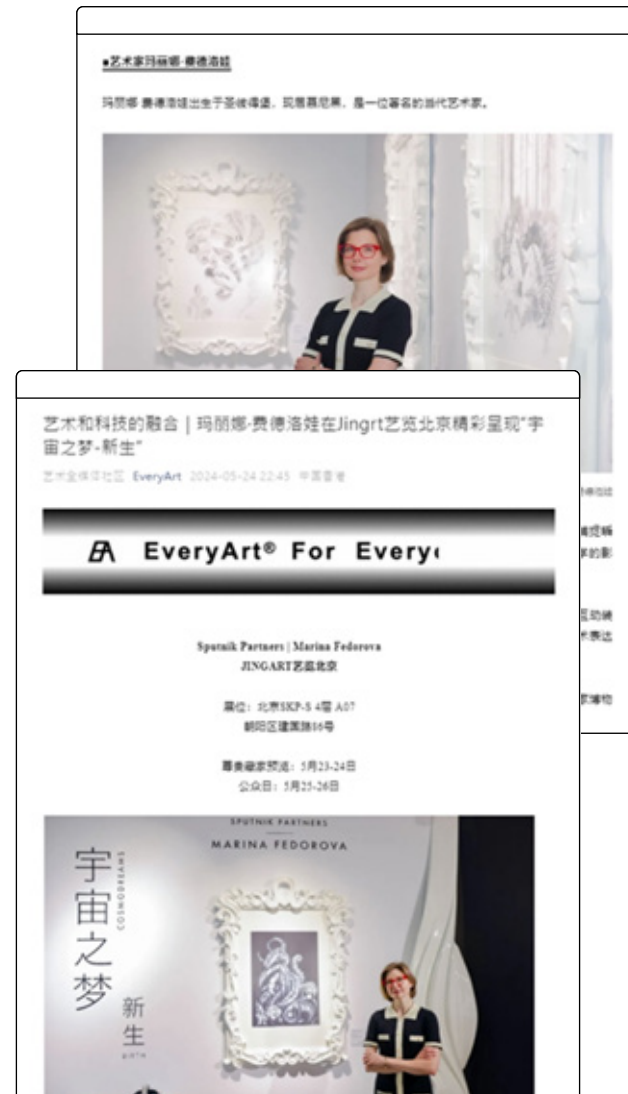 ■艺术家玛丽娜·费德洛娃
玛丽娜·费德洛娃出生于圣彼得堡，现居慕尼黑，是一位著名的当代艺术家。
艺术和科技的融合 | 玛丽娜·费德洛娃在Jingrt艺览北京精彩呈现“宇
宙之梦-新生”
艺术全媒体社区 EveryArt 2024-05-24 22:45 中国香港
EA EveryArt® For Every
Sputnik Partners | Marina Fedorova
JINGART艺览北京
展位：北京SKP-S 4层 A07
朝阳区建国路86号
尊贵藏家预览：5月23-24日
公众日：5月25-26日
SPUTNIK PARTNERS
MARINA FEDOROVA
宇宙之梦
COSMODREAMS
新生